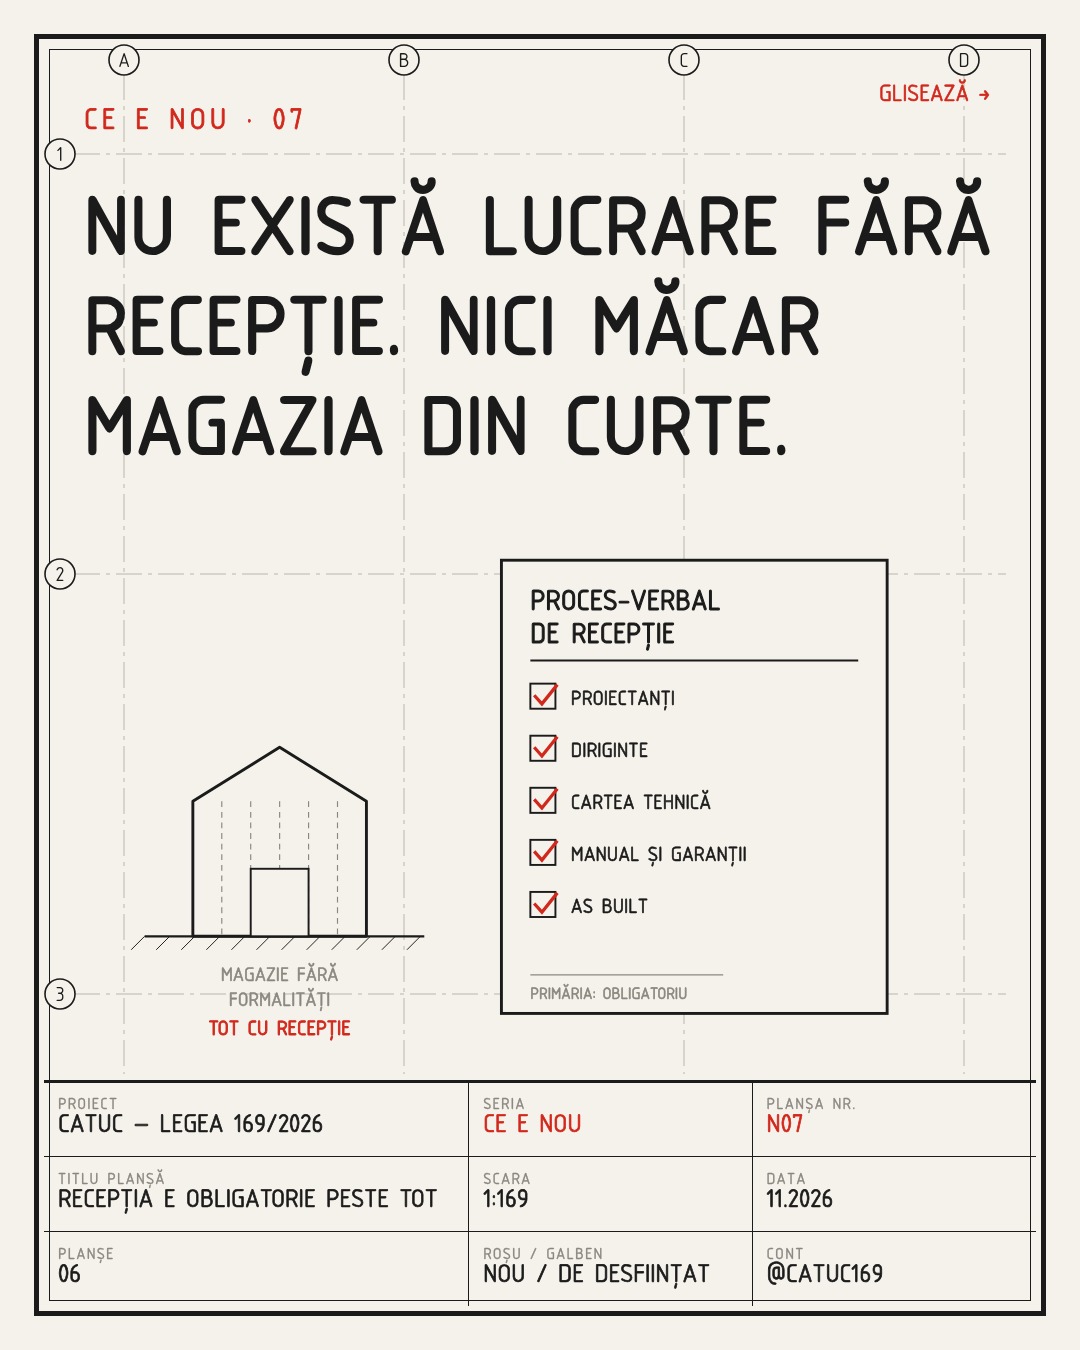 A B C D
GLISEAZĂ →
CE E NOU · 07
1
NU EXISTĂ LUCRARE FĂRĂ
RECEPȚIE. NICI MĂCAR
MAGAZIA DIN CURTE.
2
PROCES-VERBAL
DE RECEPȚIE
PROIECTANȚI
DIRIGINTE
CARTEA TEHNICĂ
MANUAL ȘI GARANȚII
AS BUILT
PRIMĂRIA: OBLIGATORIU
MAGAZIE FĂRĂ
FORMALITĂȚI
TOT CU RECEPȚIE
3
PROIECT
CATUC – LEGEA 169/2026
SERIA
CE E NOU
PLANȘA NR.
N07
TITLU PLANȘĂ
RECEPȚIA E OBLIGATORIE PESTE TOT
SCARA
1:169
DATA
11.2026
PLANȘE
06
ROȘU / GALBEN
NOU / DE DESFIINȚAT
CONT
@CATUC169